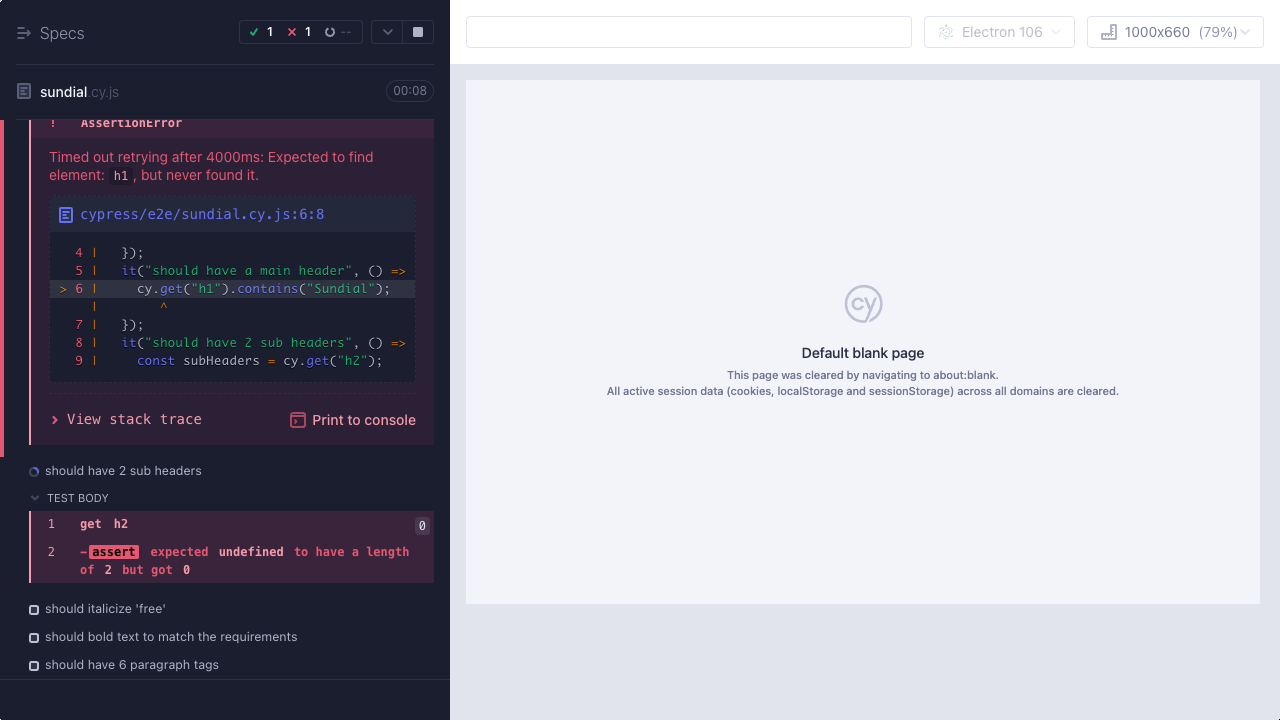 Specs
1 1 --
Electron 106
1000x660 (79%)
sundial.cy.js
00:08
! AssertionError
Timed out retrying after 4000ms: Expected to find
element: h1, but never found it.
cypress/e2e/sundial.cy.js:6:8
4 | });
5 | it("should have a main header", () =>
> 6 | cy.get("h1").contains("Sundial");
| ^
7 | });
8 | it("should have 2 sub headers", () =>
9 | const subHeaders = cy.get("h2");
View stack trace
Print to console
should have 2 sub headers
TEST BODY
1 get h2 0
2 -assert expected undefined to have a length
of 2 but got 0
should italicize 'free'
should bold text to match the requirements
should have 6 paragraph tags
cy
Default blank page
This page was cleared by navigating to about:blank.
All active session data (cookies, localStorage and sessionStorage) across all domains are cleared.